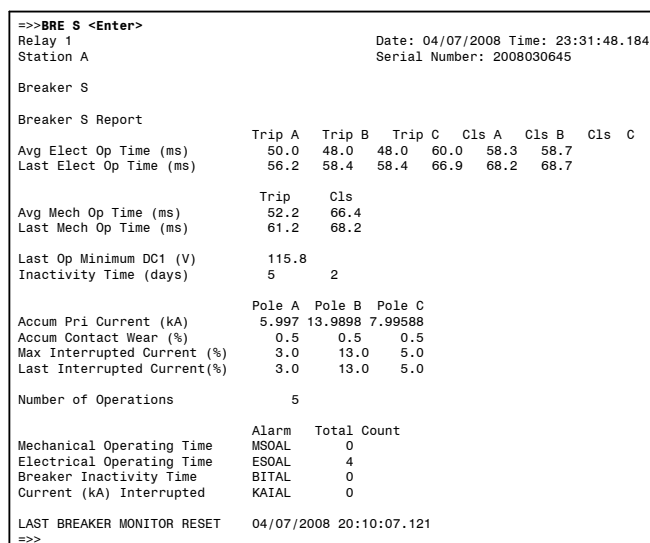 =>>BRE S <Enter>
Relay 1 Date: 04/07/2008 Time: 23:31:48.184
Station A Serial Number: 2008030645
Breaker S
Breaker S Report
Trip A Trip B Trip C Cls A Cls B Cls C
Avg Elect Op Time (ms) 50.0 48.0 48.0 60.0 58.3 58.7
Last Elect Op Time (ms) 56.2 58.4 58.4 66.9 68.2 68.7
Trip Cls
Avg Mech Op Time (ms) 52.2 66.4
Last Mech Op Time (ms) 61.2 68.2
Last Op Minimum DC1 (V) 115.8
Inactivity Time (days) 5 2
Pole A Pole B Pole C
Accum Pri Current (kA) 5.997 13.9898 7.99588
Accum Contact Wear (%) 0.5 0.5 0.5
Max Interrupted Current (%) 3.0 13.0 5.0
Last Interrupted Current(%) 3.0 13.0 5.0
Number of Operations 5
Alarm Total Count
Mechanical Operating Time MSOAL 0
Electrical Operating Time ESOAL 4
Breaker Inactivity Time BITAL 0
Current (kA) Interrupted KAIAL 0
LAST BREAKER MONITOR RESET 04/07/2008 20:10:07.121
=>>